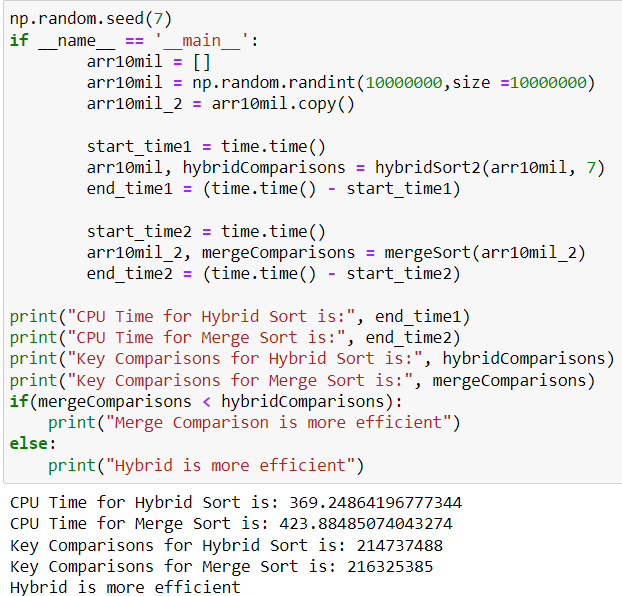 np.random.seed(7)
if __name__ == '__main__':
        arr10mil = []
        arr10mil = np.random.randint(10000000,size =10000000)
        arr10mil_2 = arr10mil.copy()

        start_time1 = time.time()
        arr10mil, hybridComparisons = hybridSort2(arr10mil, 7)
        end_time1 = (time.time() - start_time1)

        start_time2 = time.time()
        arr10mil_2, mergeComparisons = mergeSort(arr10mil_2)
        end_time2 = (time.time() - start_time2)

print("CPU Time for Hybrid Sort is:", end_time1)
print("CPU Time for Merge Sort is:", end_time2)
print("Key Comparisons for Hybrid Sort is:", hybridComparisons)
print("Key Comparisons for Merge Sort is:", mergeComparisons)
if(mergeComparisons < hybridComparisons):
    print("Merge Comparison is more efficient")
else:
    print("Hybrid is more efficient")
CPU Time for Hybrid Sort is: 369.24864196777344
CPU Time for Merge Sort is: 423.88485074043274
Key Comparisons for Hybrid Sort is: 214737488
Key Comparisons for Merge Sort is: 216325385
Hybrid is more efficient